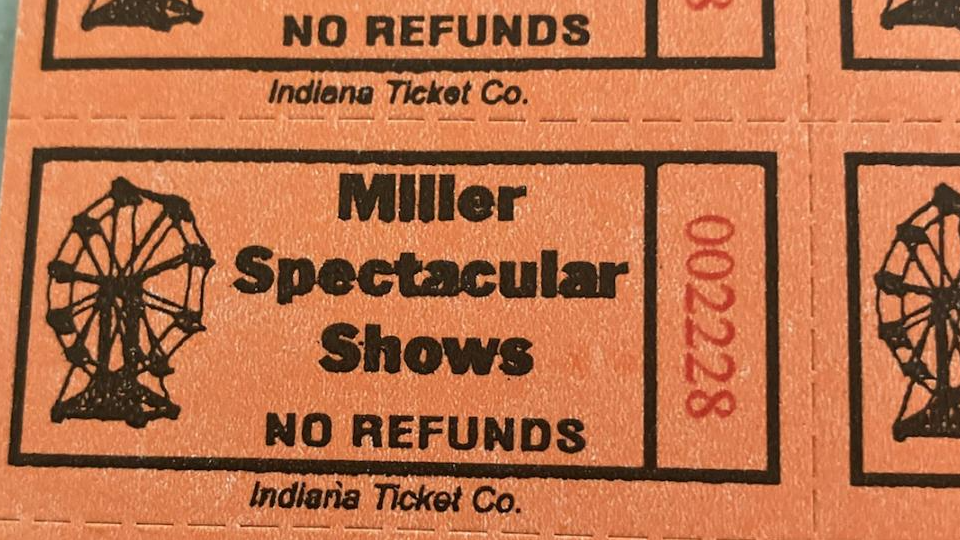 NO REFUNDS
Indiana Ticket Co.
Miller
Spectacular
Shows
NO REFUNDS
002228
Indiana Ticket Co.